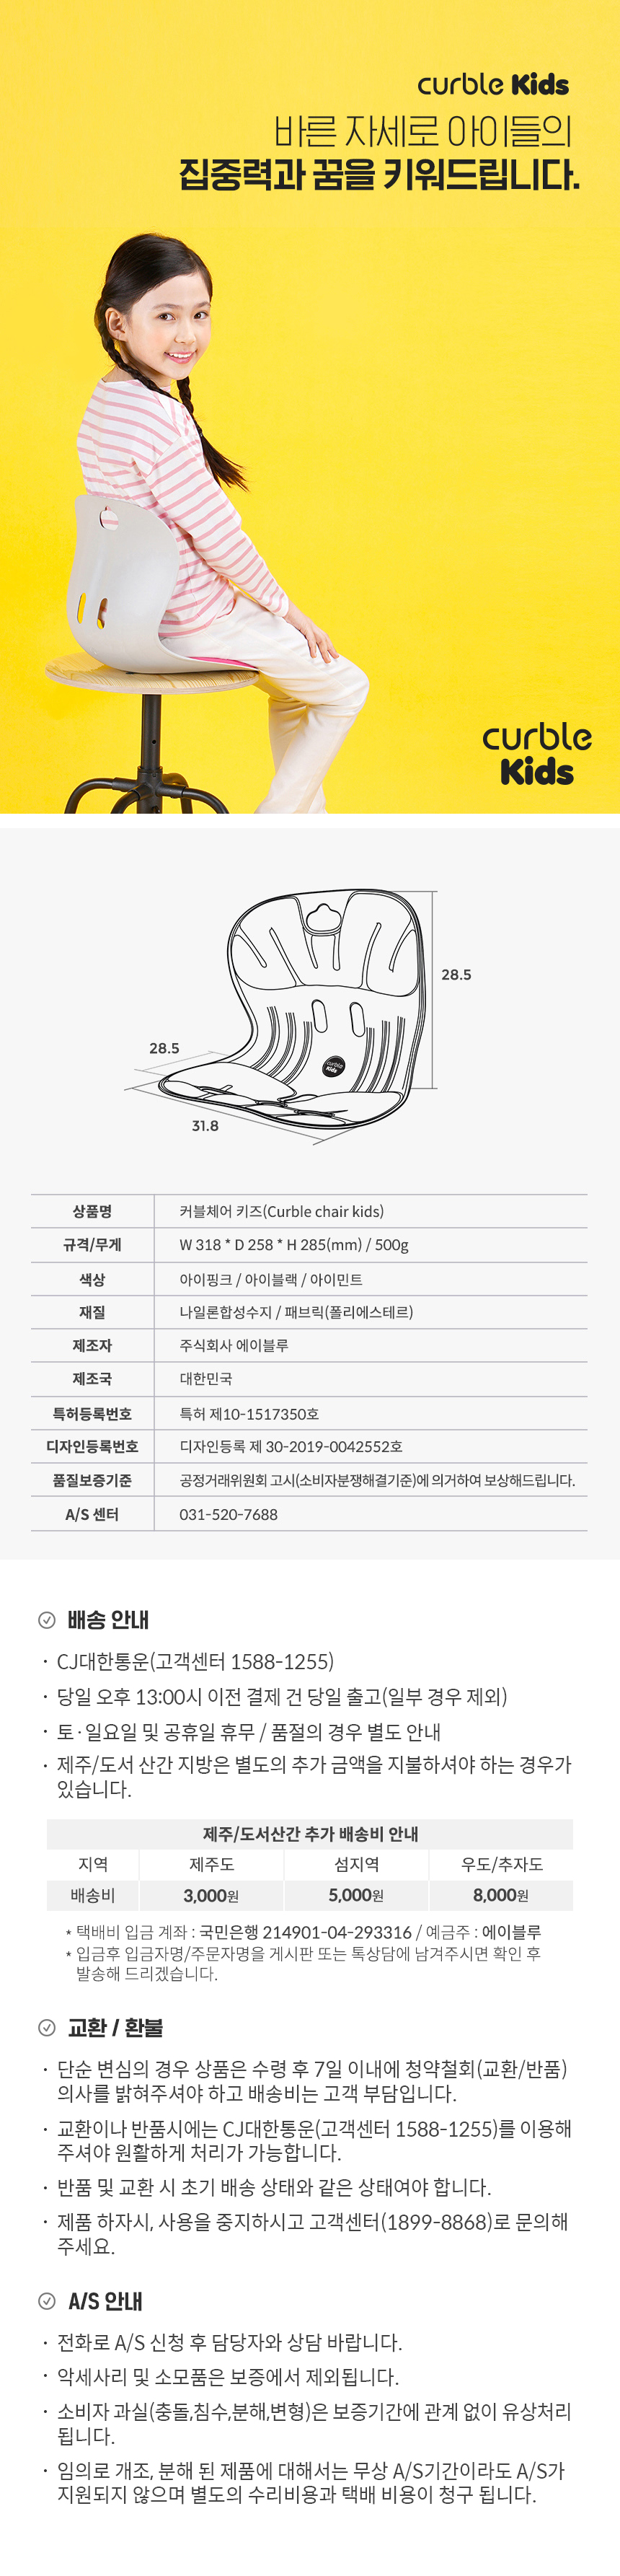 curble Kids
바른 자세로 아이들의
집중력과 꿈을 키워드립니다.
curble
Kids
28.5
28.5
curble
Kids
31.8
상품명 커블체어 키즈(Curble chair kids)
규격/무게 W 318 * D 258 * H 285(mm) / 500g
색상 아이핑크 / 아이블랙 / 아이민트
재질 나일론합성수지 / 패브릭(폴리에스테르)
제조자 주식회사 에이블루
제조국 대한민국
특허등록번호 특허 제10-1517350호
디자인등록번호 디자인등록 제 30-2019-0042552호
품질보증기준 공정거래위원회 고시(소비자분쟁해결기준)에 의거하여 보상해드립니다.
A/S 센터 031-520-7688
배송 안내
· CJ대한통운(고객센터 1588-1255)
· 당일 오후 13:00시 이전 결제 건 당일 출고(일부 경우 제외)
· 토·일요일 및 공휴일 휴무 / 품절의 경우 별도 안내
· 제주/도서 산간 지방은 별도의 추가 금액을 지불하셔야 하는 경우가
있습니다.
제주/도서산간 추가 배송비 안내
지역 제주도 섬지역 우도/추자도
배송비 3,000원 5,000원 8,000원
* 택배비 입금 계좌 : 국민은행 214901-04-293316 / 예금주 : 에이블루
* 입금후 입금자명/주문자명을 게시판 또는 톡상담에 남겨주시면 확인 후
발송해 드리겠습니다.
교환 / 환불
· 단순 변심의 경우 상품은 수령 후 7일 이내에 청약철회(교환/반품)
의사를 밝혀주셔야 하고 배송비는 고객 부담입니다.
· 교환이나 반품시에는 CJ대한통운(고객센터 1588-1255)를 이용해
주셔야 원활하게 처리가 가능합니다.
· 반품 및 교환 시 초기 배송 상태와 같은 상태여야 합니다.
· 제품 하자시, 사용을 중지하시고 고객센터(1899-8868)로 문의해
주세요.
A/S 안내
· 전화로 A/S 신청 후 담당자와 상담 바랍니다.
· 악세사리 및 소모품은 보증에서 제외됩니다.
· 소비자 과실(충돌,침수,분해,변형)은 보증기간에 관계 없이 유상처리
됩니다.
· 임의로 개조, 분해 된 제품에 대해서는 무상 A/S기간이라도 A/S가
지원되지 않으며 별도의 수리비용과 택배 비용이 청구 됩니다.